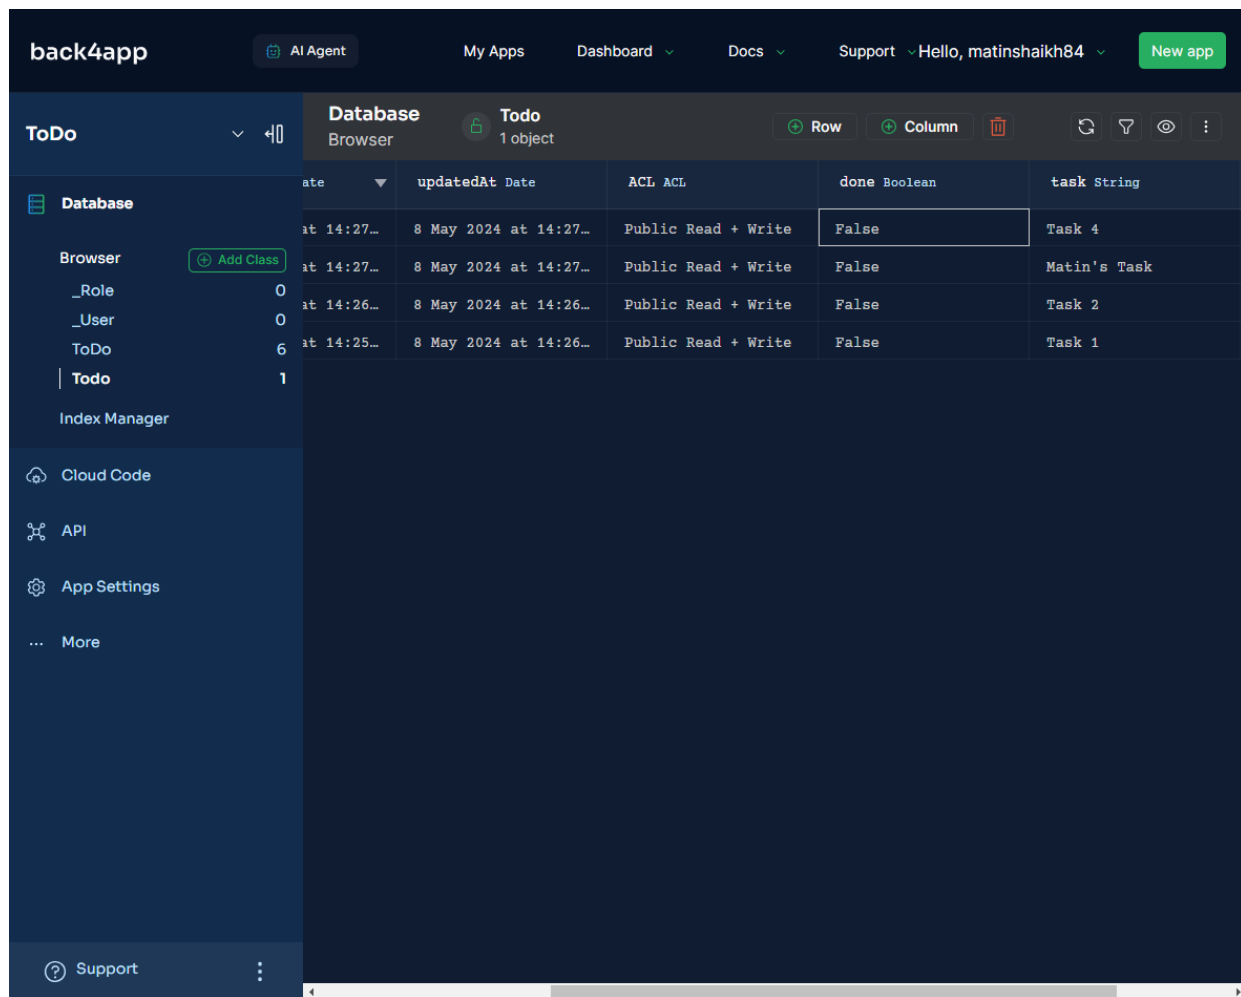 back4app AI Agent My Apps Dashboard Docs Support Hello, matinshaikh84 New app
ToDo
Database
Browser Add Class
_Role 0
_User 0
ToDo 6
Todo 1
Index Manager
Cloud Code
API
App Settings
... More
Support
Database
Browser
Todo
1 object
Row Column
ate updatedAt Date ACL ACL done Boolean task String
at 14:27… 8 May 2024 at 14:27… Public Read + Write False Task 4
at 14:27… 8 May 2024 at 14:27… Public Read + Write False Matin's Task
at 14:26… 8 May 2024 at 14:26… Public Read + Write False Task 2
at 14:25… 8 May 2024 at 14:26… Public Read + Write False Task 1